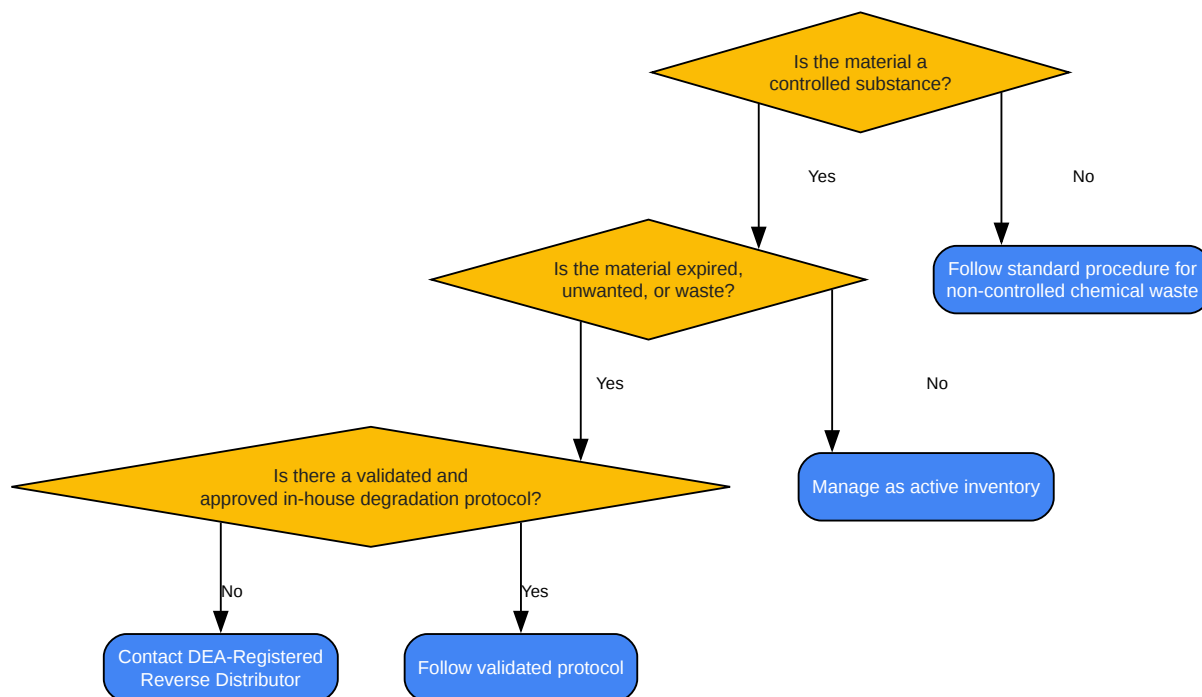 Is the material a
controlled substance?
Yes
No
Is the material expired,
unwanted, or waste?
Follow standard procedure for
non-controlled chemical waste
Yes
No
Is there a validated and
approved in-house degradation protocol?
Manage as active inventory
No
Yes
Contact DEA-Registered
Reverse Distributor
Follow validated protocol